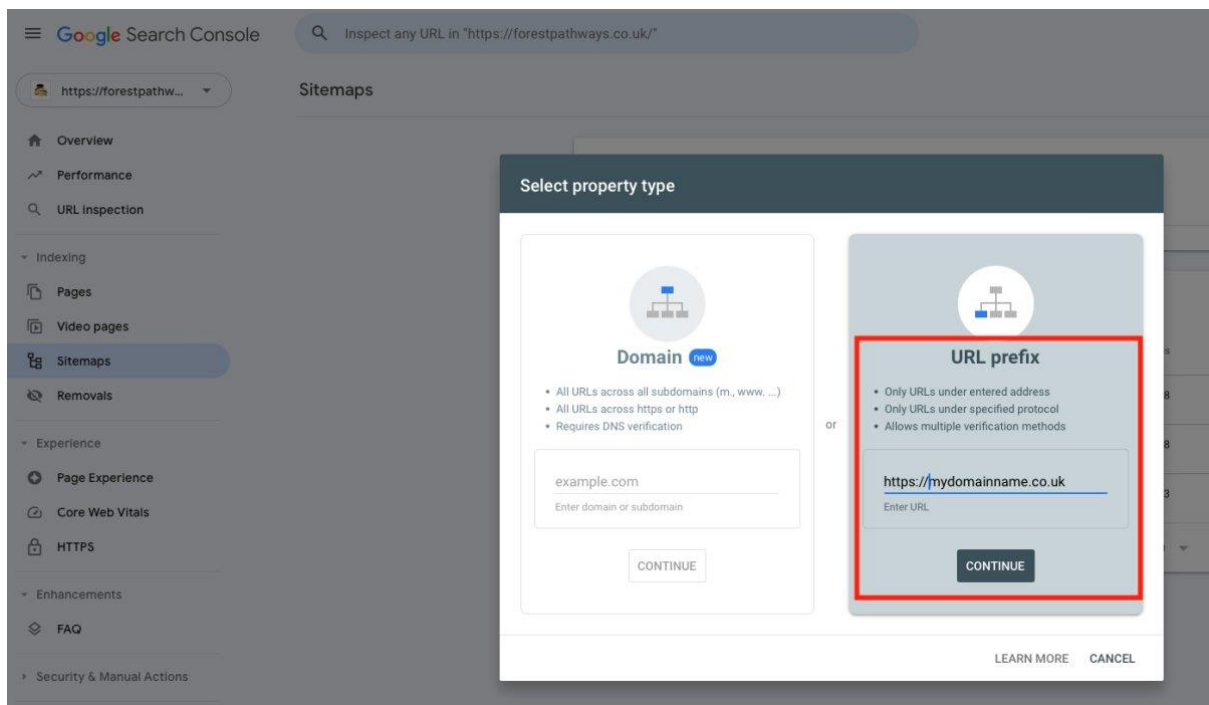 Google Search Console
Inspect any URL in "https://forestpathways.co.uk/"
https://forestpathw...
Sitemaps
Overview
Performance
URL inspection
Indexing
Pages
Video pages
Sitemaps
Removals
Experience
Page Experience
Core Web Vitals
HTTPS
Enhancements
FAQ
Security & Manual Actions
Select property type
Domain new
• All URLs across all subdomains (m., www. ...)
• All URLs across https or http
• Requires DNS verification
example.com
Enter domain or subdomain
CONTINUE
or
URL prefix
• Only URLs under entered address
• Only URLs under specified protocol
• Allows multiple verification methods
https://mydomainname.co.uk
Enter URL
CONTINUE
s
8
8
3
LEARN MORE CANCEL